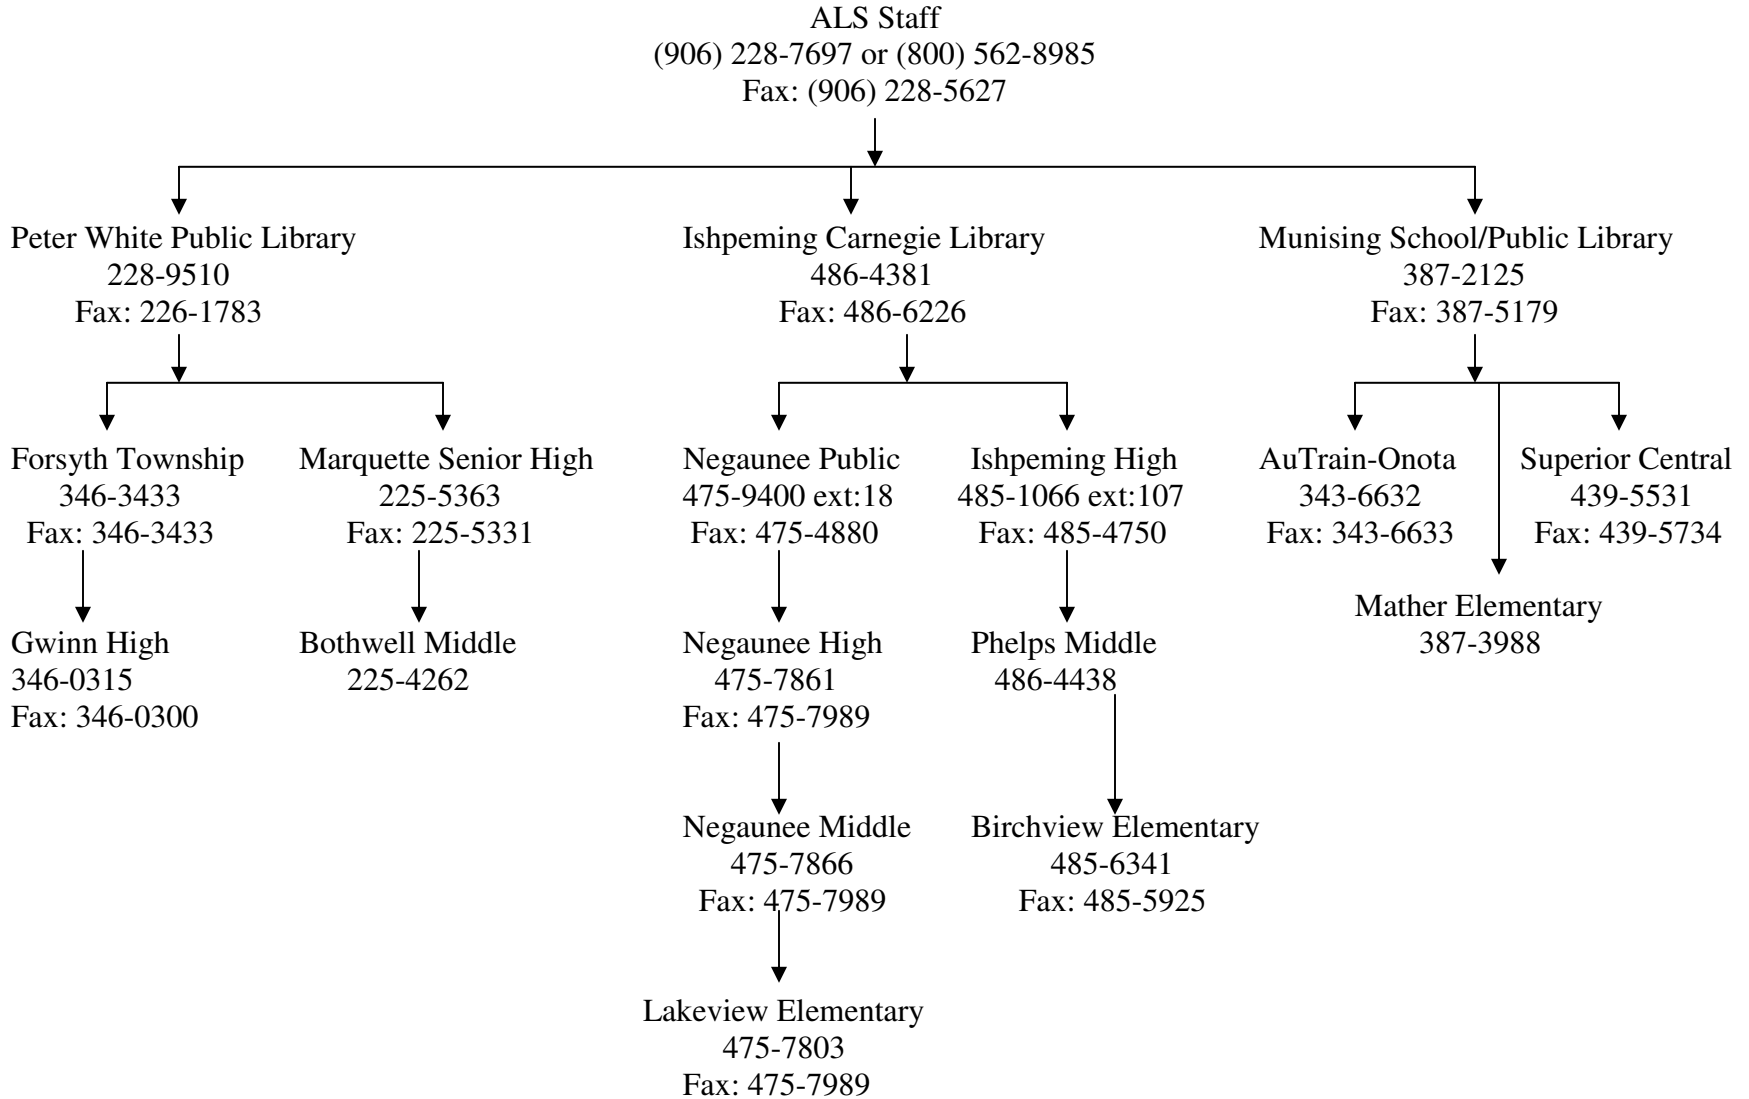 ALS Staff
(906) 228-7697 or (800) 562-8985
Fax: (906) 228-5627
Peter White Public Library
228-9510
Fax: 226-1783
Ishpeming Carnegie Library
486-4381
Fax: 486-6226
Munising School/Public Library
387-2125
Fax: 387-5179
Forsyth Township
346-3433
Fax: 346-3433
Marquette Senior High
225-5363
Fax: 225-5331
Negaunee Public
475-9400 ext:18
Fax: 475-4880
Ishpeming High
485-1066 ext:107
Fax: 485-4750
AuTrain-Onota
343-6632
Fax: 343-6633
Superior Central
439-5531
Fax: 439-5734
Mather Elementary
387-3988
Gwinn High
346-0315
Fax: 346-0300
Bothwell Middle
225-4262
Negaunee High
475-7861
Fax: 475-7989
Phelps Middle
486-4438
Negaunee Middle
475-7866
Fax: 475-7989
Birchview Elementary
485-6341
Fax: 485-5925
Lakeview Elementary
475-7803
Fax: 475-7989